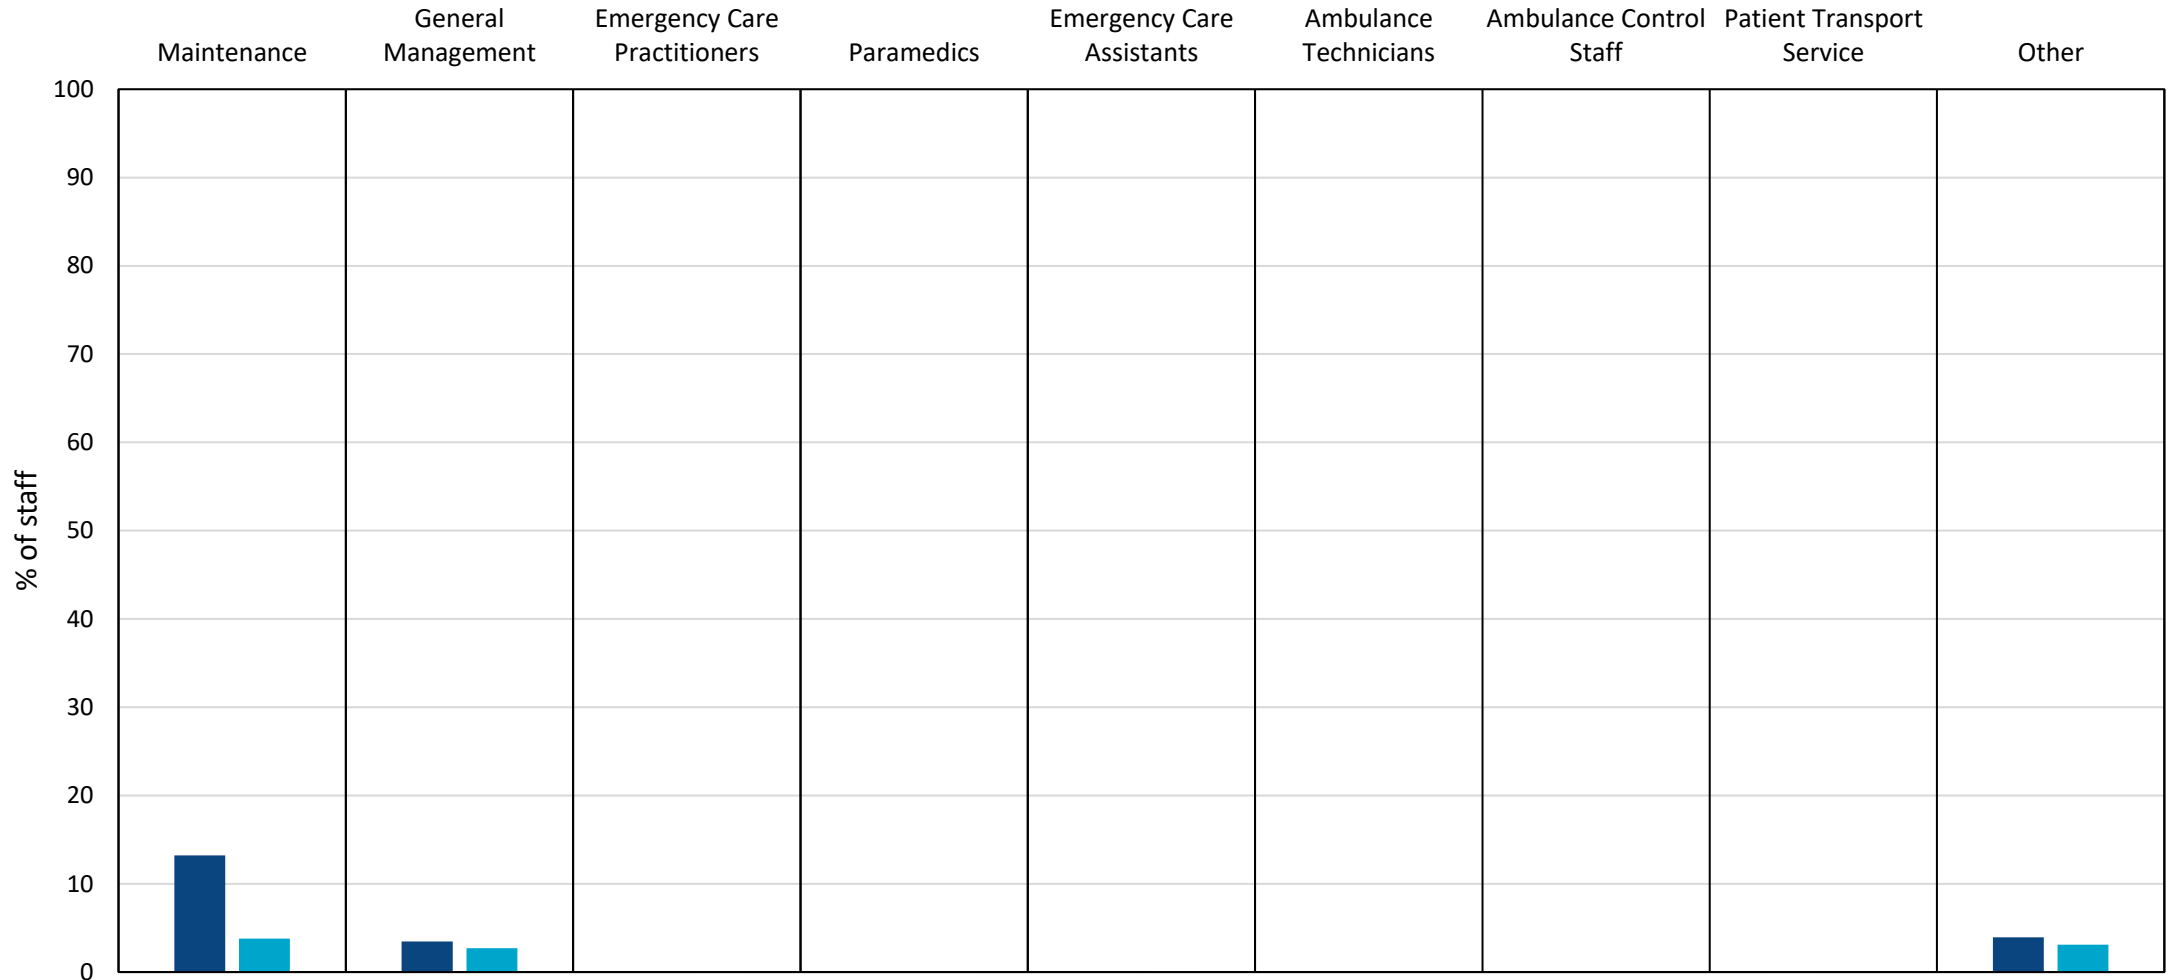 Maintenance
General
Management
Emergency Care
Practitioners
Paramedics
Emergency Care
Assistants
Ambulance
Technicians
Ambulance Control
Staff
Patient Transport
Service
Other
100
90
80
70
60
50
40
30
20
10
0
% of staff